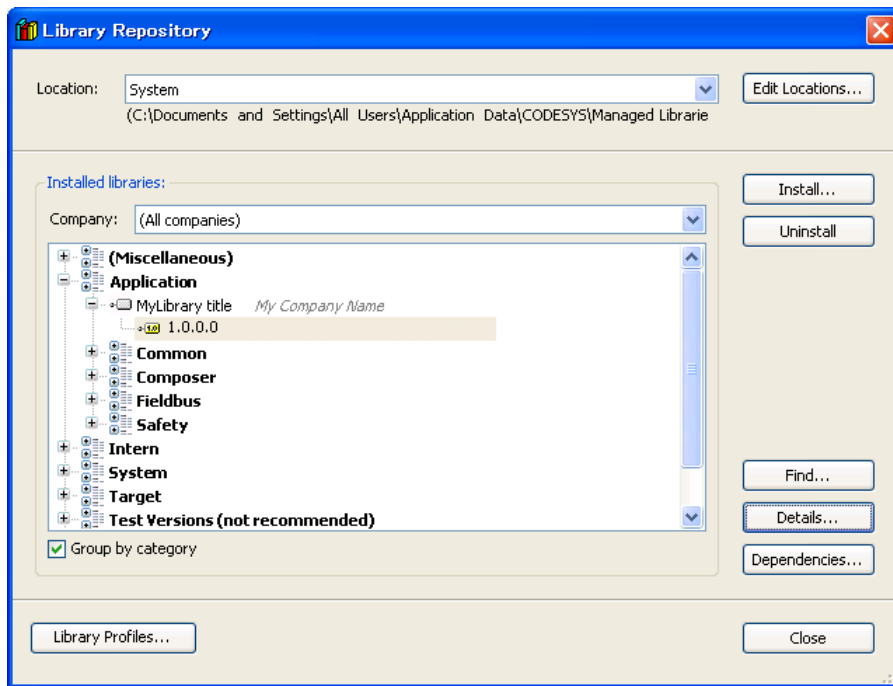 Library Repository
Location:
System
Edit Locations...
(C:\Documents and Settings\All Users\Application Data\CODESYS\Managed Librarie
Installed libraries:
Install...
Company:
(All companies)
Uninstall
(Miscellaneous)
Application
MyLibrary title My Company Name
1.0 1.0.0.0
Common
Composer
Fieldbus
Safety
Intern
System
Target
Test Versions (not recommended)
Find...
Details...
Group by category
Dependencies...
Library Profiles...
Close